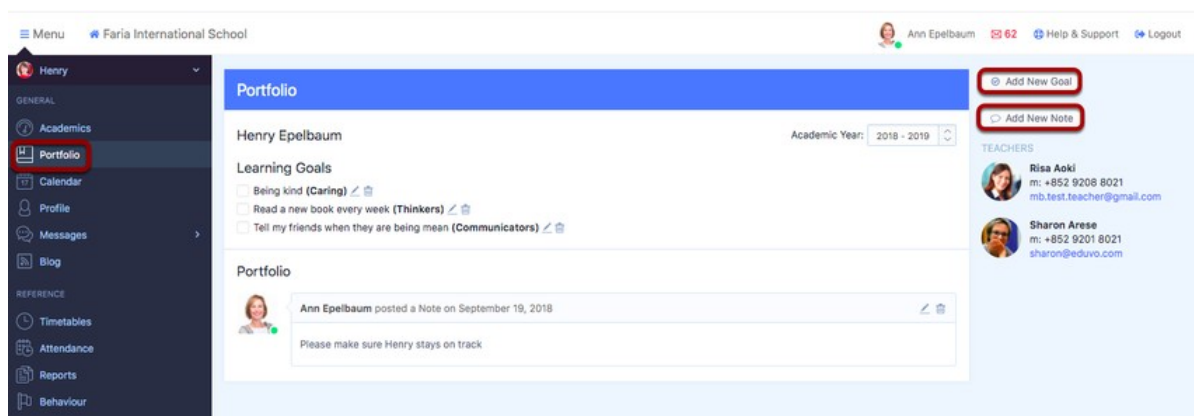 Menu
Faria International School
Ann Epelbaum
62
Help & Support
Logout
Henry
GENERAL
Academics
Portfolio
17
Calendar
Profile
Messages
Blog
REFERENCE
Timetables
Attendance
Reports
Behaviour
Portfolio
Henry Epelbaum
Academic Year: 2018 - 2019
Learning Goals
Being kind (Caring)
Read a new book every week (Thinkers)
Tell my friends when they are being mean (Communicators)
Portfolio
Ann Epelbaum posted a Note on September 19, 2018
Please make sure Henry stays on track
Add New Goal
Add New Note
TEACHERS
Risa Aoki
m: +852 9208 8021
mb.test.teacher@gmail.com
Sharon Arese
m: +852 9201 8021
sharon@eduvo.com